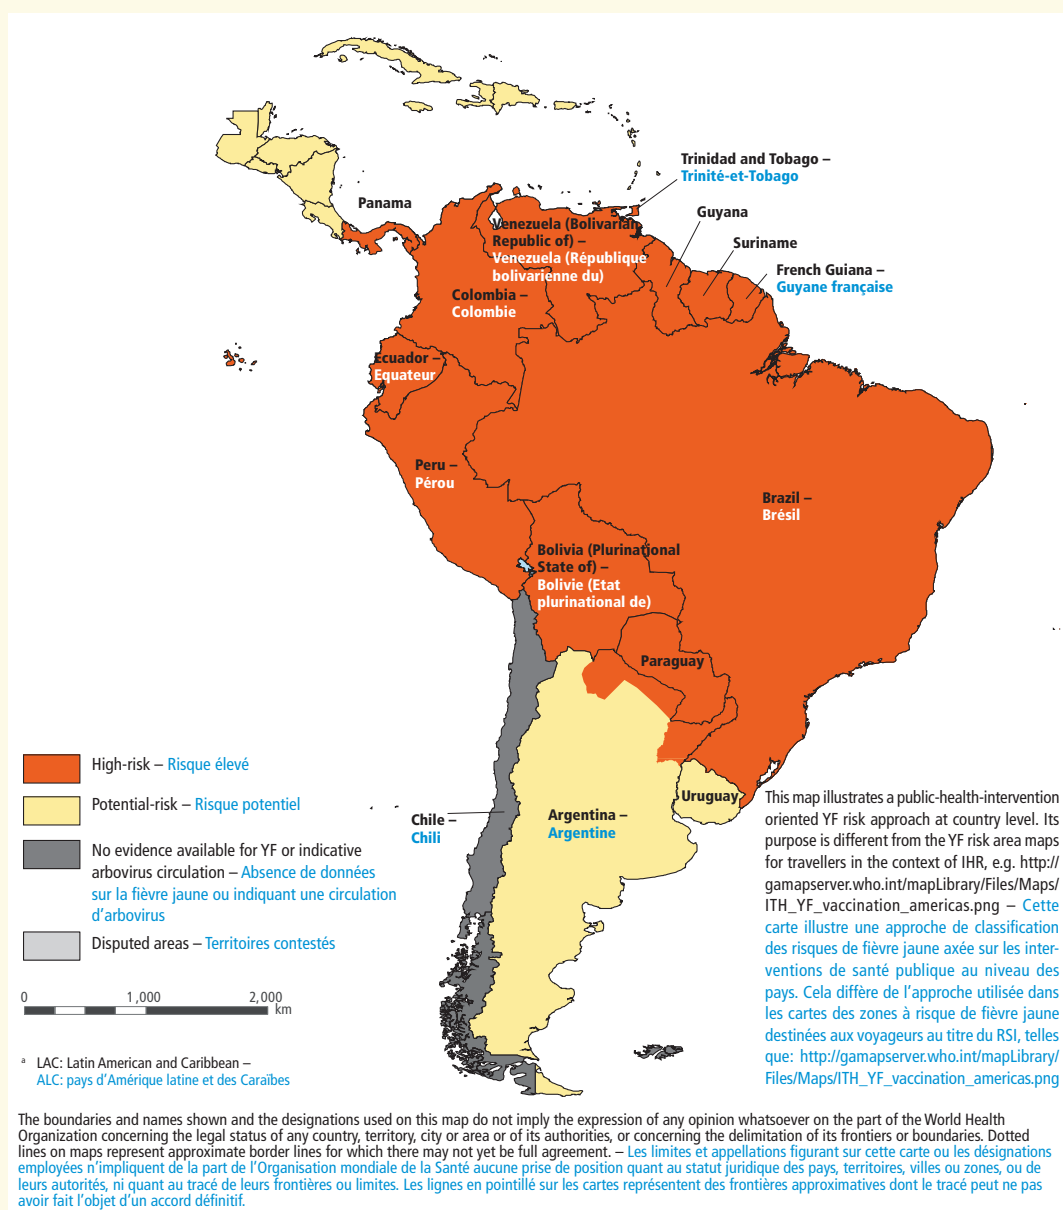 Trinidad and Tobago –
Trinité-et-Tobago
Panama
Guyana
Venezuela (Bolivarian
Republic of) –
Venezuela (République
bolivarienne du)
Suriname
French Guiana –
Guyane française
Colombia –
Colombie
Ecuador –
Equateur
Peru –
Pérou
Brazil –
Brésil
Bolivia (Plurinational
State of) –
Bolivie (Etat
plurinational de)
Paraguay
Uruguay
Argentina –
Argentine
Chile –
Chili
High-risk – Risque élevé
Potential-risk – Risque potentiel
No evidence available for YF or indicative
arbovirus circulation – Absence de données
sur la fièvre jaune ou indiquant une circulation
d'arbovirus
Disputed areas – Territoires contestés
0 1,000 2,000
km
a LAC: Latin American and Caribbean –
ALC: pays d'Amérique latine et des Caraïbes
This map illustrates a public-health-intervention
oriented YF risk approach at country level. Its
purpose is different from the YF risk area maps
for travellers in the context of IHR, e.g. http://
gamapserver.who.int/mapLibrary/Files/Maps/
ITH_YF_vaccination_americas.png – Cette
carte illustre une approche de classification
des risques de fièvre jaune axée sur les inter-
ventions de santé publique au niveau des
pays. Cela diffère de l'approche utilisée dans
les cartes des zones à risque de fièvre jaune
destinées aux voyageurs au titre du RSI, telles
que: http://gamapserver.who.int/mapLibrary/
Files/Maps/ITH_YF_vaccination_americas.png
The boundaries and names shown and the designations used on this map do not imply the expression of any opinion whatsoever on the part of the World Health
Organization concerning the legal status of any country, territory, city or area or of its authorities, or concerning the delimitation of its frontiers or boundaries. Dotted
lines on maps represent approximate border lines for which there may not yet be full agreement. – Les limites et appellations figurant sur cette carte ou les désignations
employées n'impliquent de la part de l'Organisation mondiale de la Santé aucune prise de position quant au statut juridique des pays, territoires, villes ou zones, ou de
leurs autorités, ni quant au tracé de leurs frontières ou limites. Les lignes en pointillé sur les cartes représentent des frontières approximatives dont le tracé peut ne pas
avoir fait l'objet d'un accord définitif.